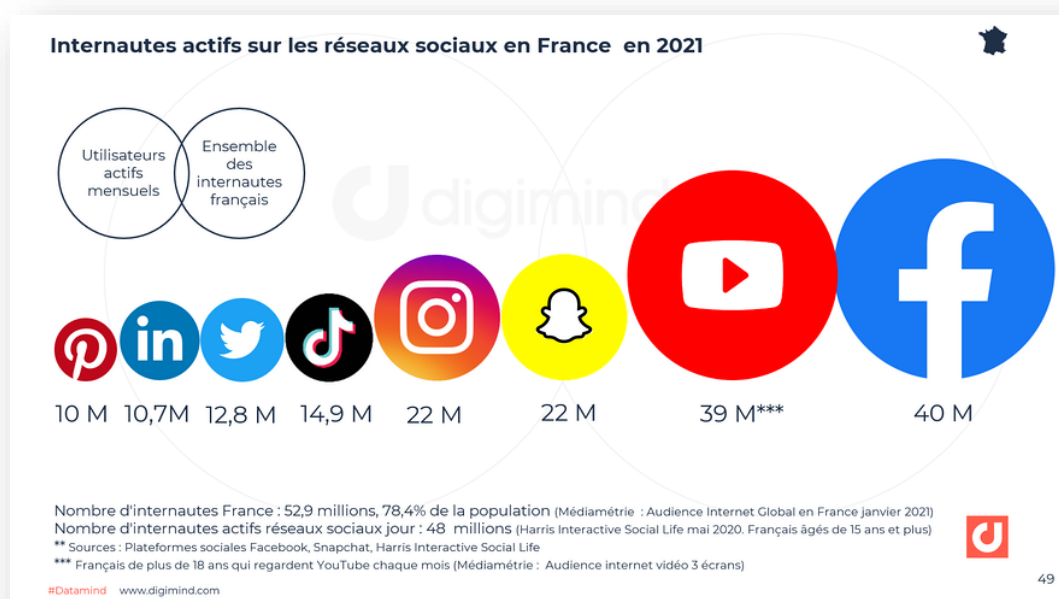 Internautes actifs sur les réseaux sociaux en France en 2021
Utilisateurs
actifs
mensuels
Ensemble
des
internautes
français
digimind
in
10 M
10,7M
12,8 M
14,9 M
22 M
22 M
39 M***
40 M
Nombre d'internautes France : 52,9 millions, 78,4% de la population (Médiamétrie : Audience Internet Global en France janvier 2021)
Nombre d'internautes actifs réseaux sociaux jour : 48 millions (Harris Interactive Social Life mai 2020. Français âgés de 15 ans et plus)
** Sources : Plateformes sociales Facebook, Snapchat, Harris Interactive Social Life
*** Français de plus de 18 ans qui regardent YouTube chaque mois (Médiamétrie : Audience internet vidéo 3 écrans)
#Datamind www.digimind.com
49